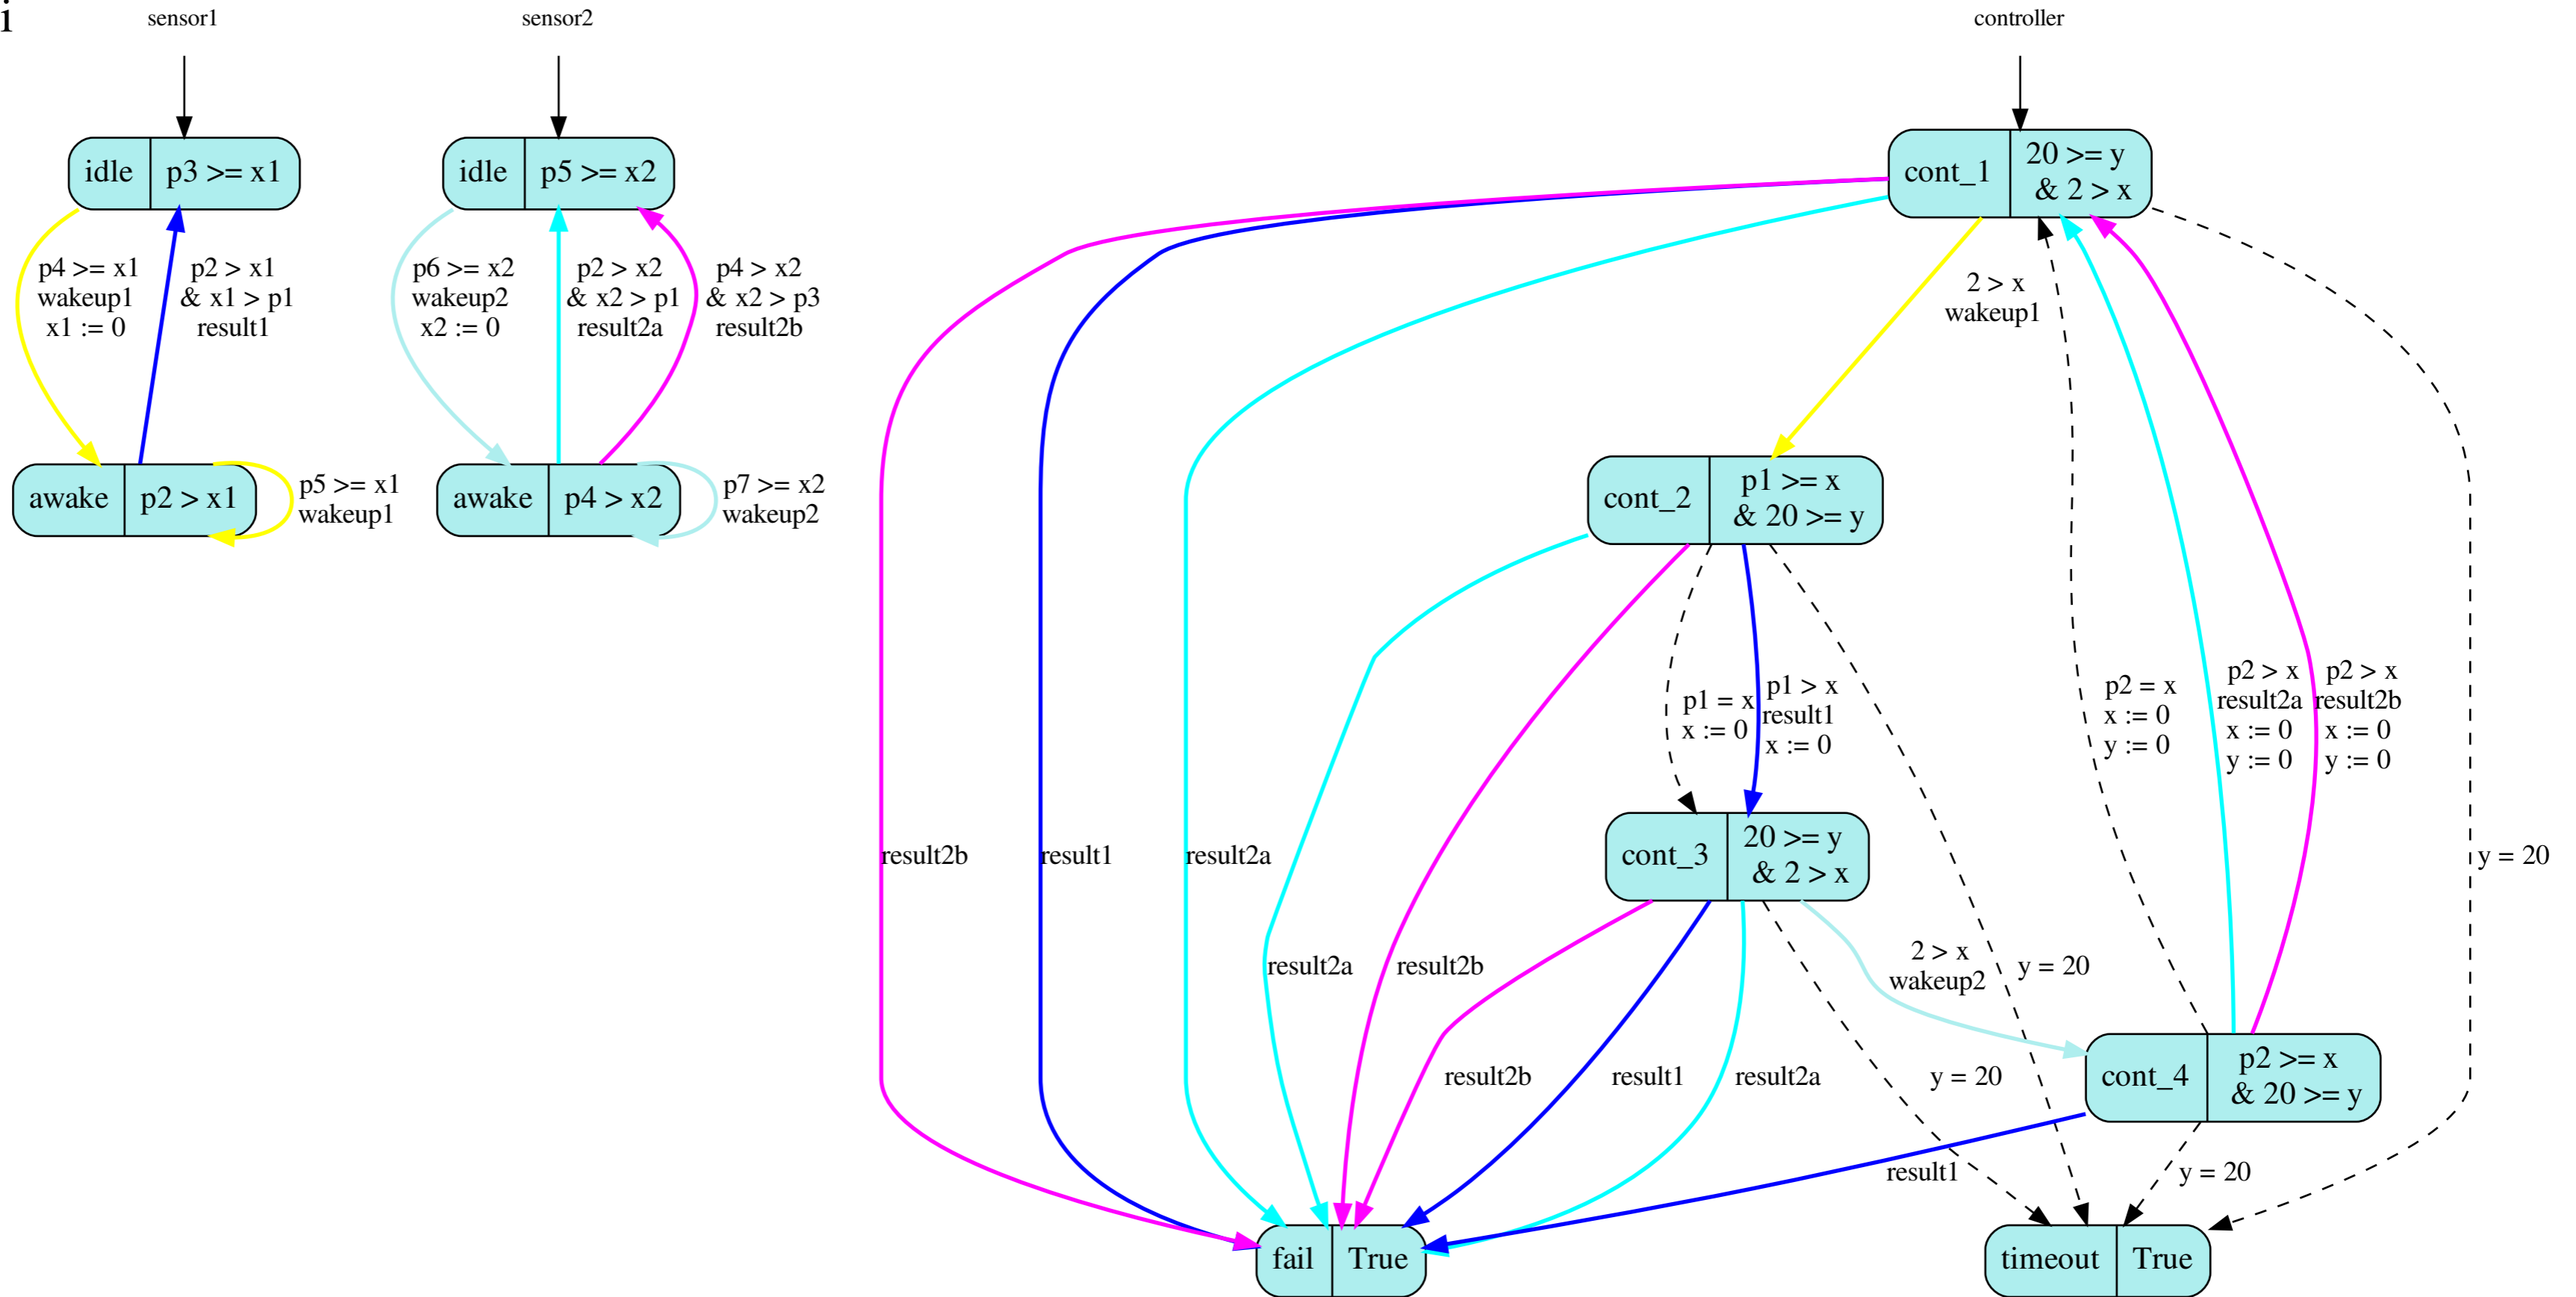 i
sensor1
sensor2
controller
idle
p3 >= x1
idle
p5 >= x2
cont_1
20 >= y
& 2 > x
p4 >= x1
wakeup1
x1 := 0
p2 > x1
& x1 > p1
result1
p6 >= x2
wakeup2
x2 := 0
p2 > x2
& x2 > p1
result2a
p4 > x2
& x2 > p3
result2b
2 > x
wakeup1
awake
p2 > x1
p5 >= x1
wakeup1
awake
p4 > x2
p7 >= x2
wakeup2
cont_2
p1 >= x
& 20 >= y
p1 = x
x := 0
p1 > x
result1
x := 0
p2 = x
x := 0
y := 0
p2 > x
result2a
x := 0
y := 0
p2 > x
result2b
x := 0
y := 0
result2b
result1
result2a
cont_3
20 >= y
& 2 > x
y = 20
result2a
result2b
2 > x
wakeup2
y = 20
result2b
result1
result2a
y = 20
cont_4
p2 >= x
& 20 >= y
result1
y = 20
fail
True
timeout
True